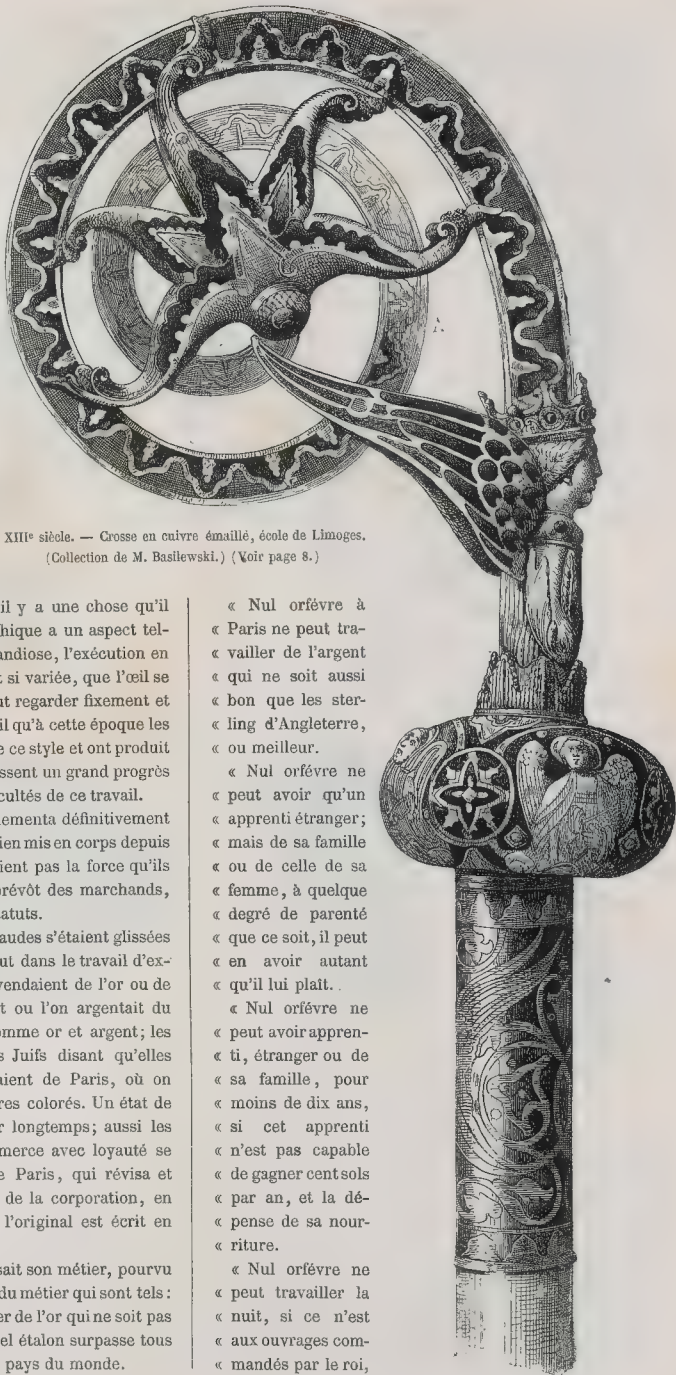 XIIIe siècle. — Crosse en cuivre émaillé, école de Limoges.
(Collection de M. Basilewski.) (Voir page 8.)
il y a une chose qu'il
hique a un aspect tel-
andiose, l'exécution en
t si variée, que l'œil se
nt regarder fixement et
il qu'à cette époque les
e ce style et ont produit
issent un grand progrès
cultés de ce travail.
lementa définitivement
ien mis en corps depuis
ient pas la force qu'ils
prévôt des marchands,
atuts.
audes s'étaient glissées
ut dans le travail d'ex-
vendaient de l'or ou de
t ou l'on argentait du
omme or et argent; les
s Juifs disant qu'elles
aient de Paris, où on
res colorés. Un état de
r longtemps; aussi les
merce avec loyauté se
e Paris, qui révisa et
de la corporation, en
l'original est écrit en
sait son métier, pourvu
du métier qui sont tels:
er de l'or qui ne soit pas
el étalon surpasse tous
pays du monde.
« Nul orfévre à
« Paris ne peut tra-
« vailler de l'argent
« qui ne soit aussi
« bon que les ster-
« ling d'Angleterre,
« ou meilleur.
« Nul orfévre ne
« peut avoir qu'un
« apprenti étranger;
« mais de sa famille
« ou de celle de sa
« femme, à quelque
« degré de parenté
« que ce soit, il peut
« en avoir autant
« qu'il lui plaît.
« Nul orfévre ne
« peut avoir appren-
« ti, étranger ou de
« sa famille, pour
« moins de dix ans,
« si cet apprenti
« n'est pas capable
« de gagner cent sols
« par an, et la dé-
« pense de sa nour-
« riture.
« Nul orfévre ne
« peut travailler la
« nuit, si ce n'est
« aux ouvrages com-
« mandés par le roi,